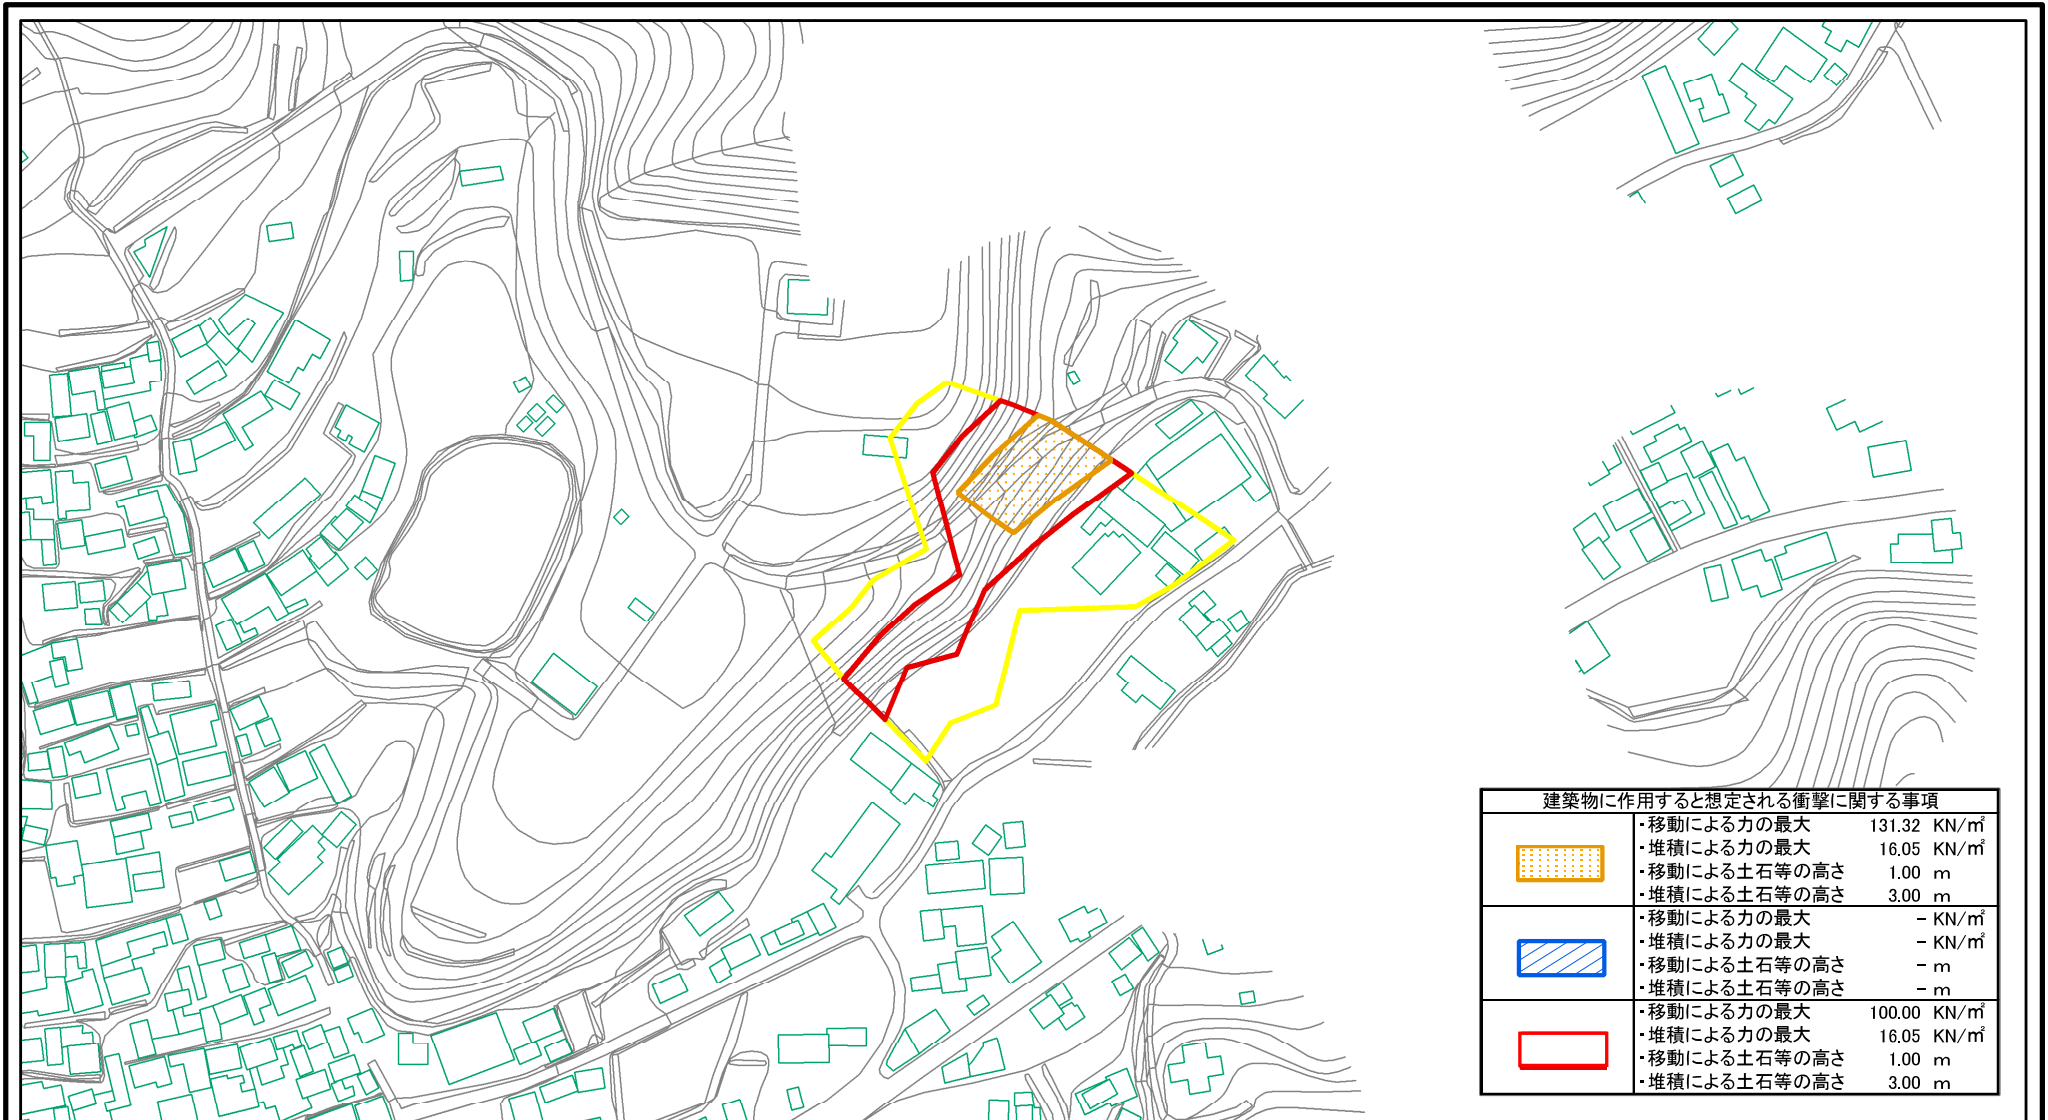 建築物に作用すると想定される衝撃に関する事項
・移動による力の最大 131.32 KN/㎡
・堆積による力の最大 16.05 KN/㎡
・移動による土石等の高さ 1.00 m
・堆積による土石等の高さ 3.00 m
・移動による力の最大 - KN/㎡
・堆積による力の最大 - KN/㎡
・移動による土石等の高さ - m
・堆積による土石等の高さ - m
・移動による力の最大 100.00 KN/㎡
・堆積による力の最大 16.05 KN/㎡
・移動による土石等の高さ 1.00 m
・堆積による土石等の高さ 3.00 m